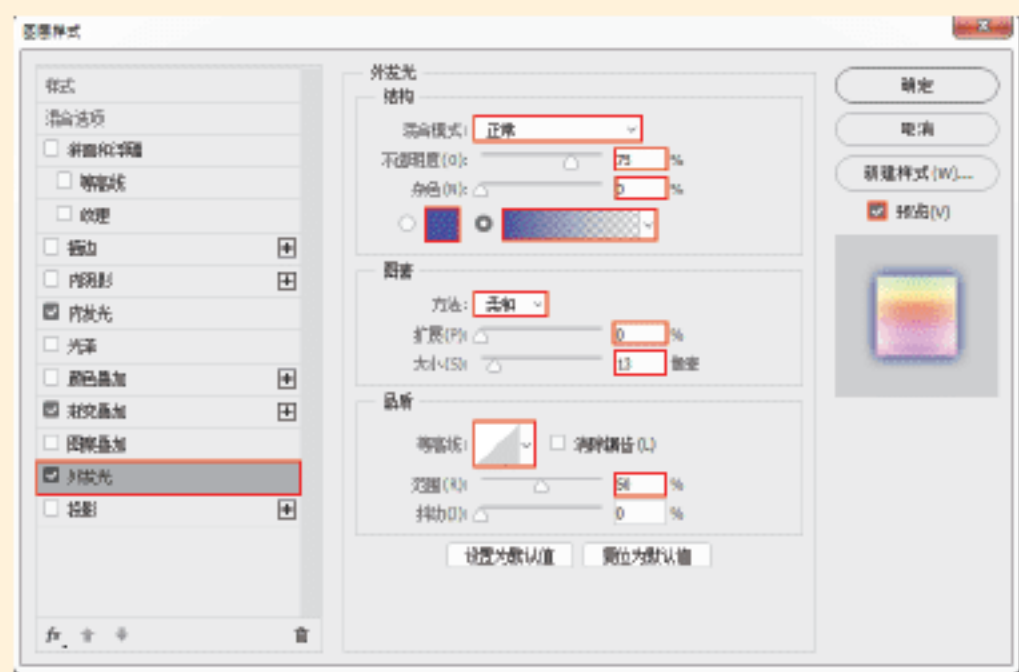 图层样式
样式
混合选项
斜面和浮雕
等高线
纹理
描边
内阴影
内发光
光泽
颜色叠加
渐变叠加
图案叠加
外发光
投影
fx
外发光
结构
混合模式: 正常
不透明度(O): 75 %
杂色(N): 0 %
图素
方法: 柔和
扩展(P): 0 %
大小(S): 13 像素
品质
等高线: 消除锯齿(L)
范围(R): 50 %
抖动(J): 0 %
设置为默认值 复位为默认值
确定
取消
新建样式(W)...
预览(V)